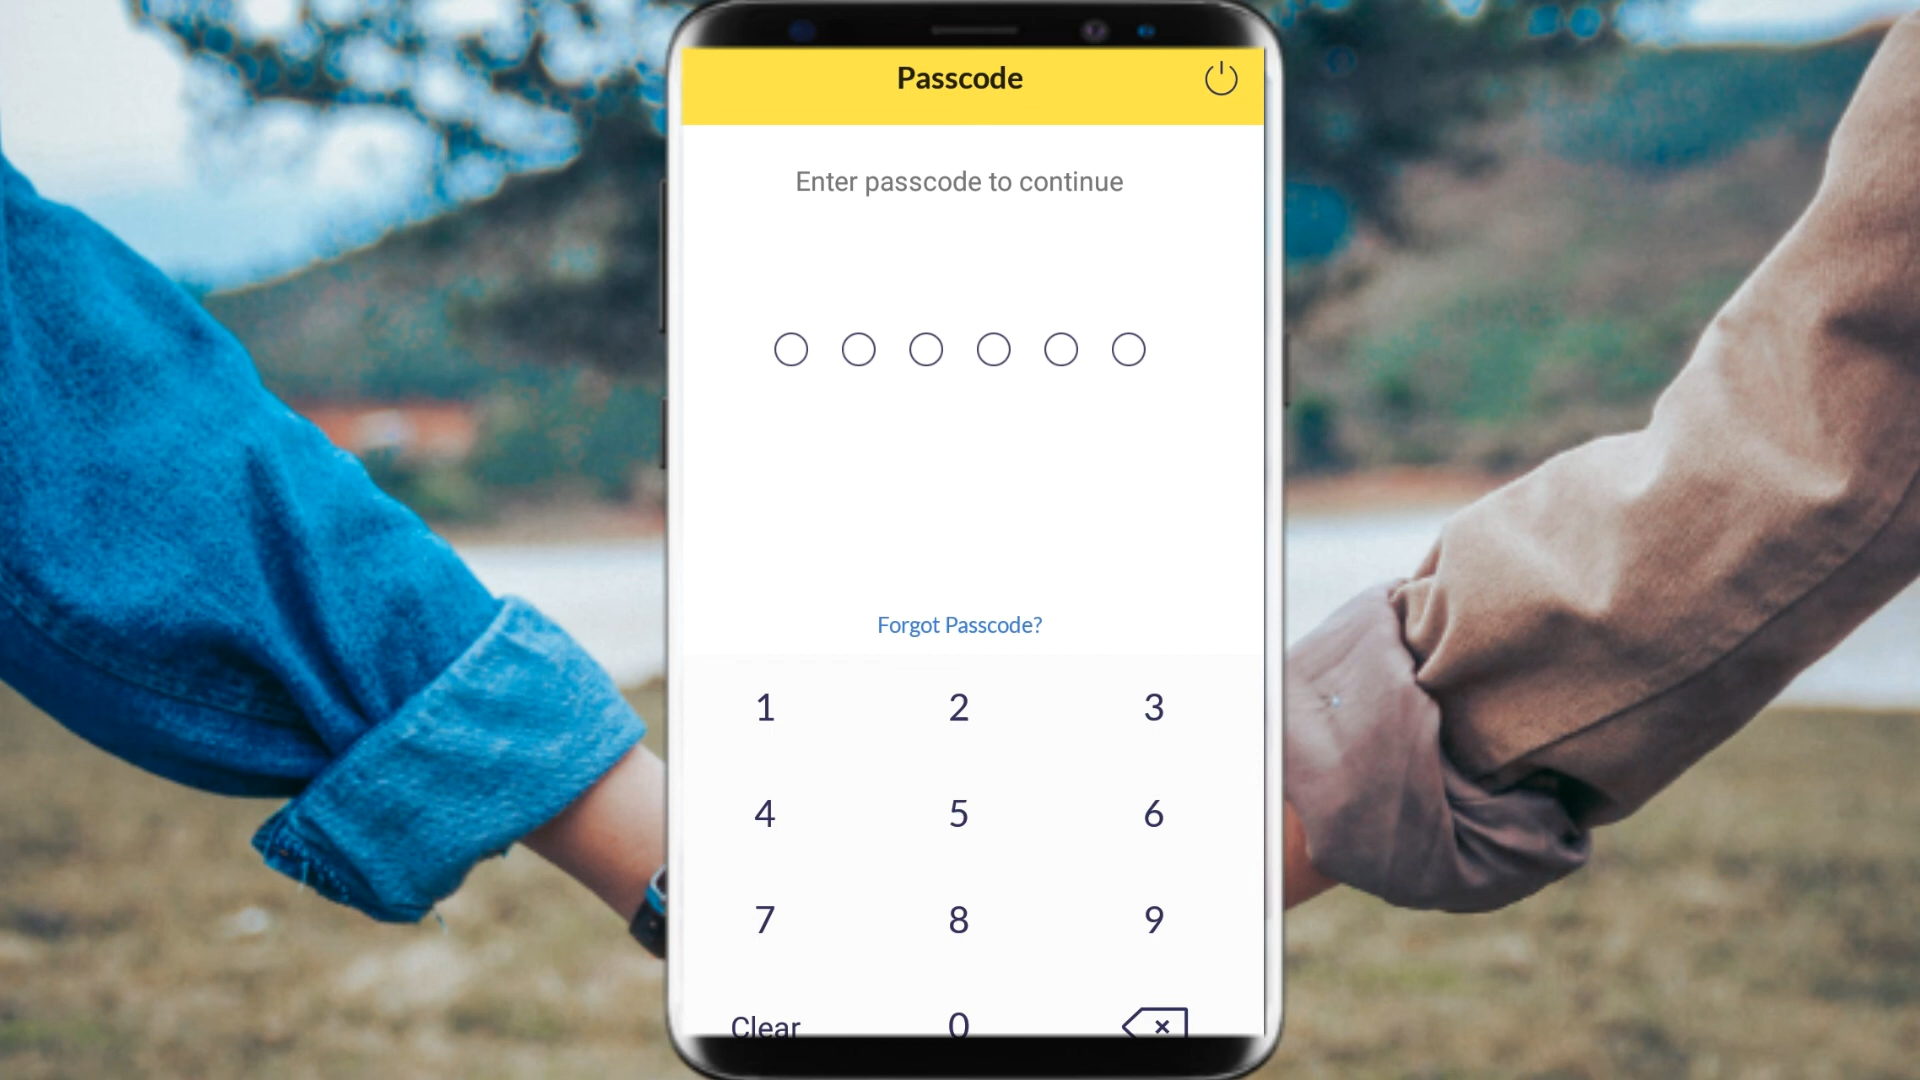 Passcode
Enter passcode to continue
Forgot Passcode?
1 2 3
4 5 6
7 8 9
Clear 0